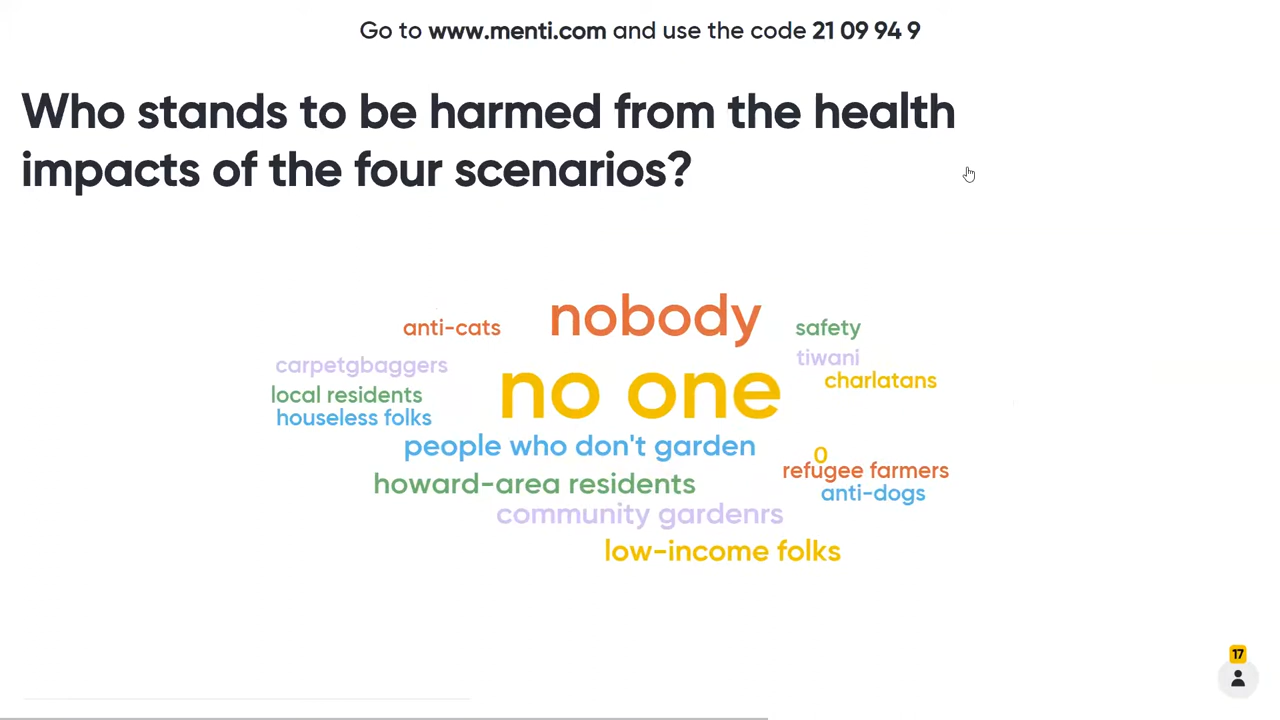 Go to www.menti.com and use the code 21 09 94 9
Who stands to be harmed from the health
impacts of the four scenarios?
nobody
anti-cats
safety
tiwani
carpetgbaggers
charlatans
no one
local residents
houseless folks
people who don't garden
0
refugee farmers
howard-area residents
anti-dogs
community gardenrs
low-income folks
17